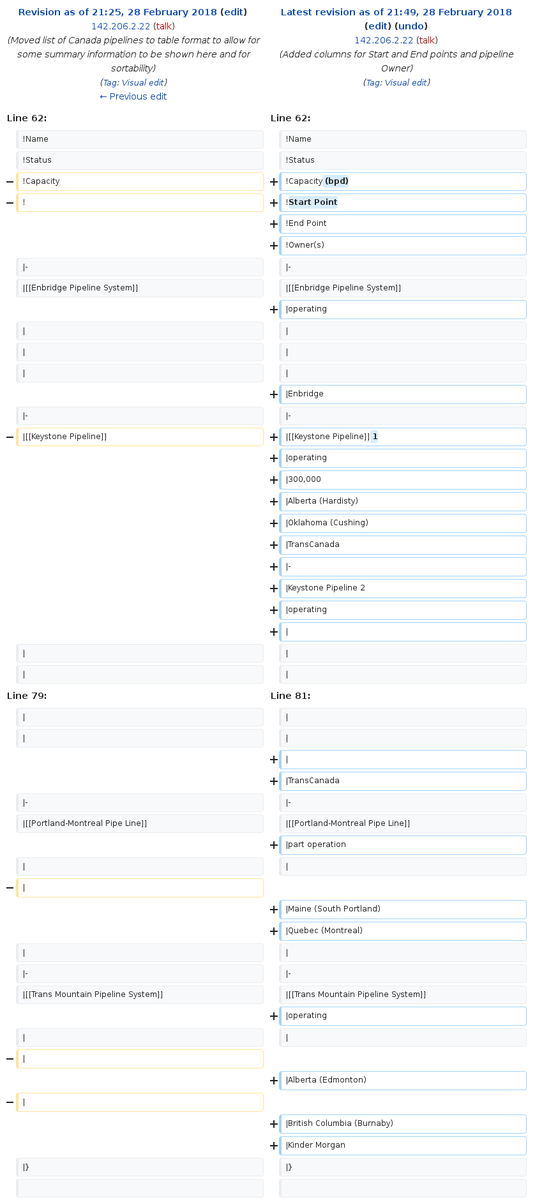 Revision as of 21:25, 28 February 2018 (edit)
142.206.2.22 (talk)
(Moved list of Canada pipelines to table format to allow for
some summary information to be shown here and for
sortability)
(Tag: Visual edit)
← Previous edit
Latest revision as of 21:49, 28 February 2018
(edit) (undo)
142.206.2.22 (talk)
(Added columns for Start and End points and pipeline
Owner)
(Tag: Visual edit)
Line 62:
Line 62:
!Name
!Name
!Status
!Status
− !Capacity
+ !Capacity (bpd)
− !
+ !Start Point
+ !End Point
+ !Owner(s)
|-
|-
|[[Enbridge Pipeline System]]
|[[Enbridge Pipeline System]]
+ |operating
|
|
|
|
|
|
+ |Enbridge
|-
|-
− |[[Keystone Pipeline]]
+ |[[Keystone Pipeline]] 1
+ |operating
+ |300,000
+ |Alberta (Hardisty)
+ |Oklahoma (Cushing)
+ |TransCanada
+ |-
+ |Keystone Pipeline 2
+ |operating
+ |
|
|
|
|
Line 79:
Line 81:
|
|
|
|
+ |
+ |TransCanada
|-
|-
|[[Portland-Montreal Pipe Line]]
|[[Portland-Montreal Pipe Line]]
+ |part operation
|
|
− |
+ |Maine (South Portland)
+ |Quebec (Montreal)
|
|
|-
|-
|[[Trans Mountain Pipeline System]]
|[[Trans Mountain Pipeline System]]
+ |operating
|
|
− |
+ |Alberta (Edmonton)
− |
+ |British Columbia (Burnaby)
+ |Kinder Morgan
|}
|}